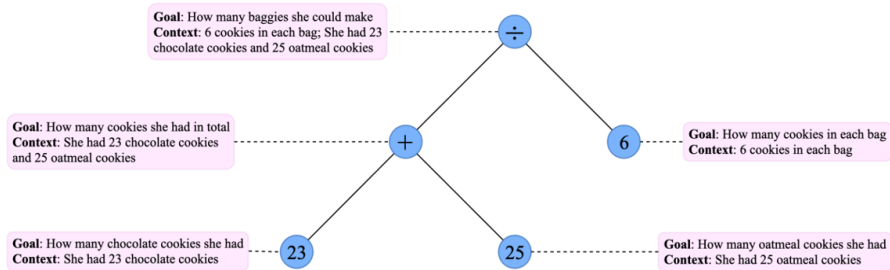 Goal: How many baggies she could make
Context: 6 cookies in each bag; She had 23
chocolate cookies and 25 oatmeal cookies
÷
Goal: How many cookies she had in total
Context: She had 23 chocolate cookies
and 25 oatmeal cookies
+
6
Goal: How many cookies in each bag
Context: 6 cookies in each bag
Goal: How many chocolate cookies she had
Context: She had 23 chocolate cookies
23
25
Goal: How many oatmeal cookies she had
Context: She had 25 oatmeal cookies